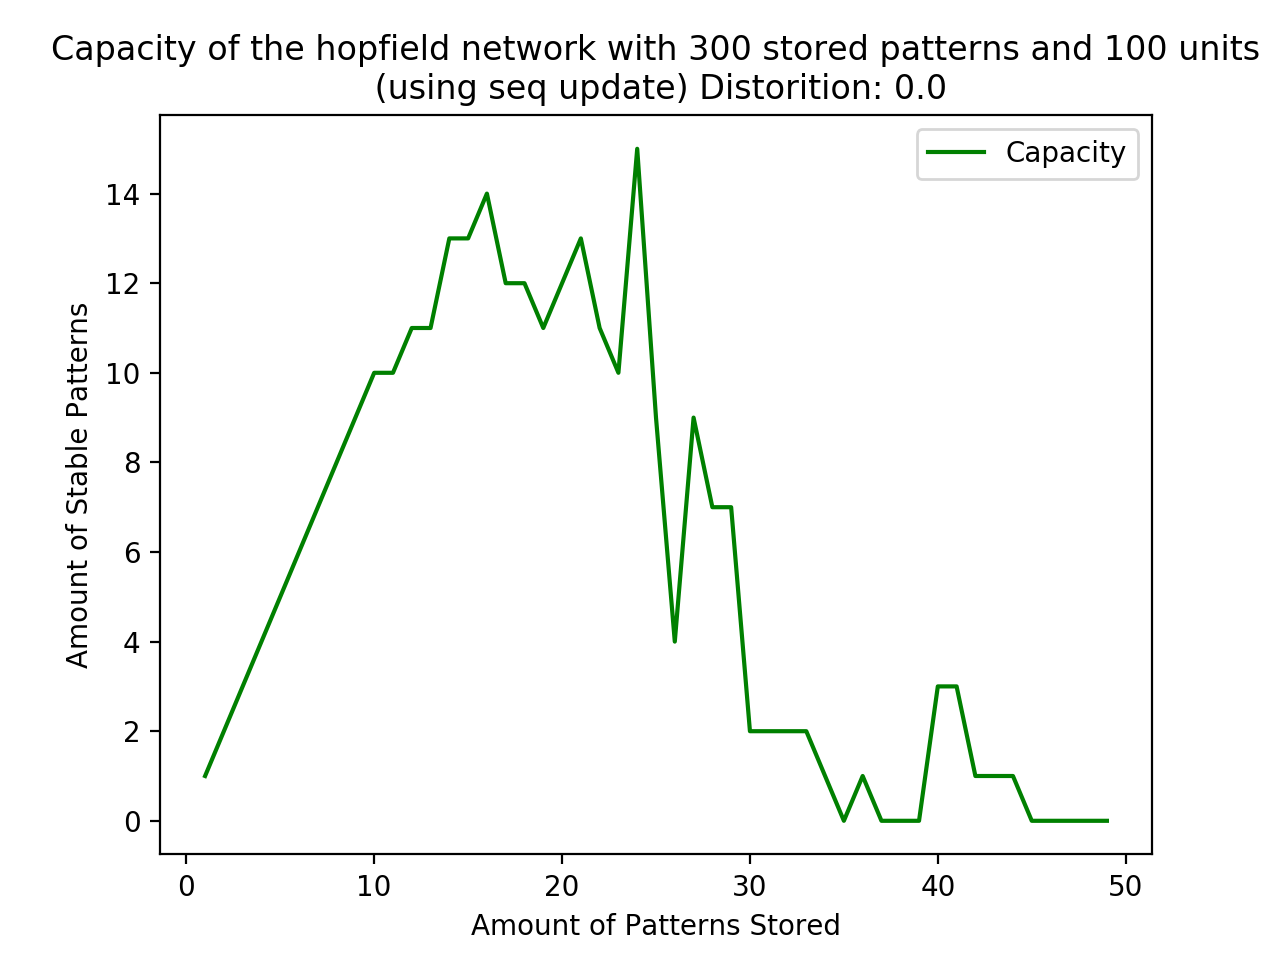 Capacity of the hopfield network with 300 stored patterns and 100 units
(using seq update) Distorition: 0.0
Capacity
14
12
10
8
6
4
2
0
Amount of Stable Patterns
0 10 20 30 40 50
Amount of Patterns Stored